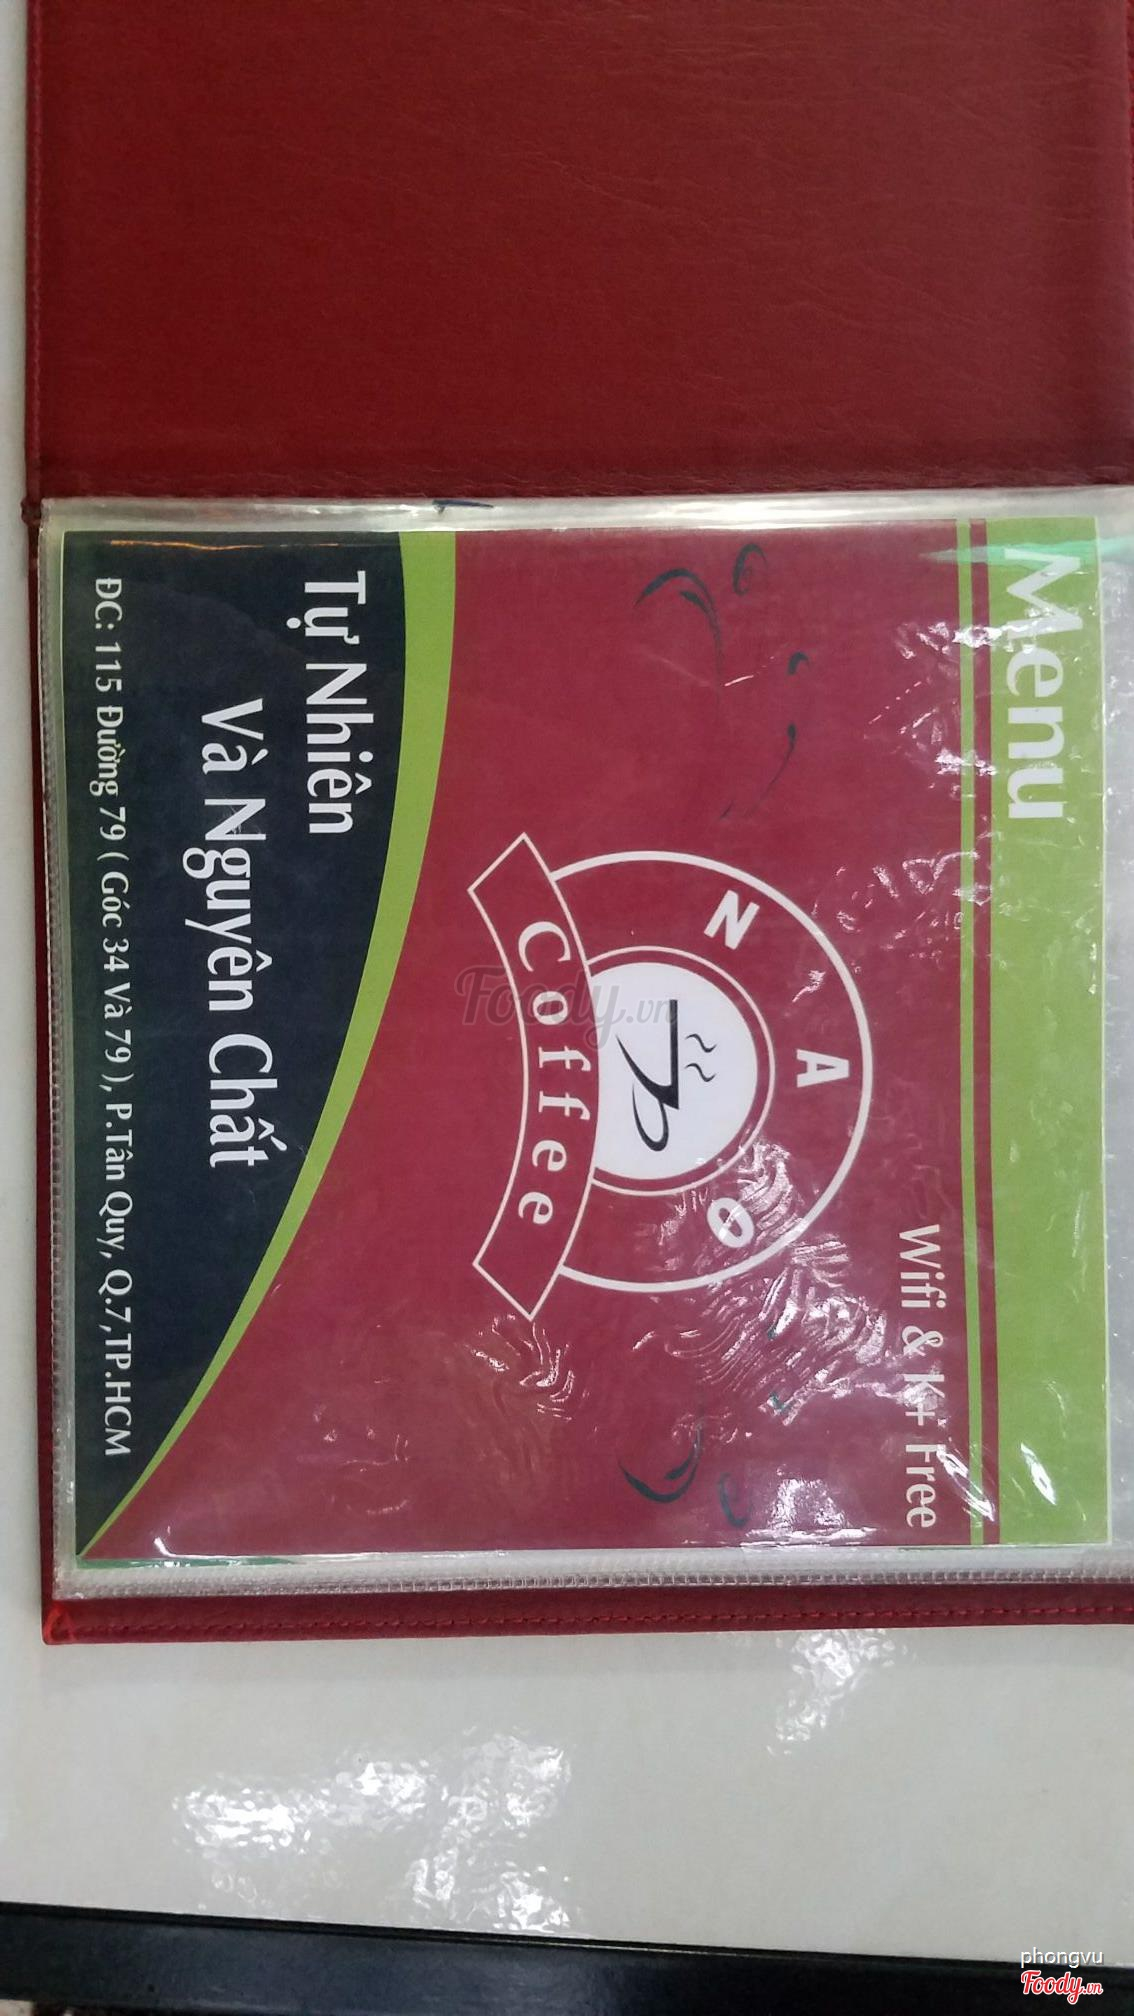 Menu
Wifi & K+ Free
NAO
Coffee
Tự Nhiên
Và Nguyên Chất
ĐC: 115 Đường 79 ( Góc 34 Và 79 ), P.Tân Quy, Q.7,TP.HCM
Foody.vn
phongvu
Foody.vn